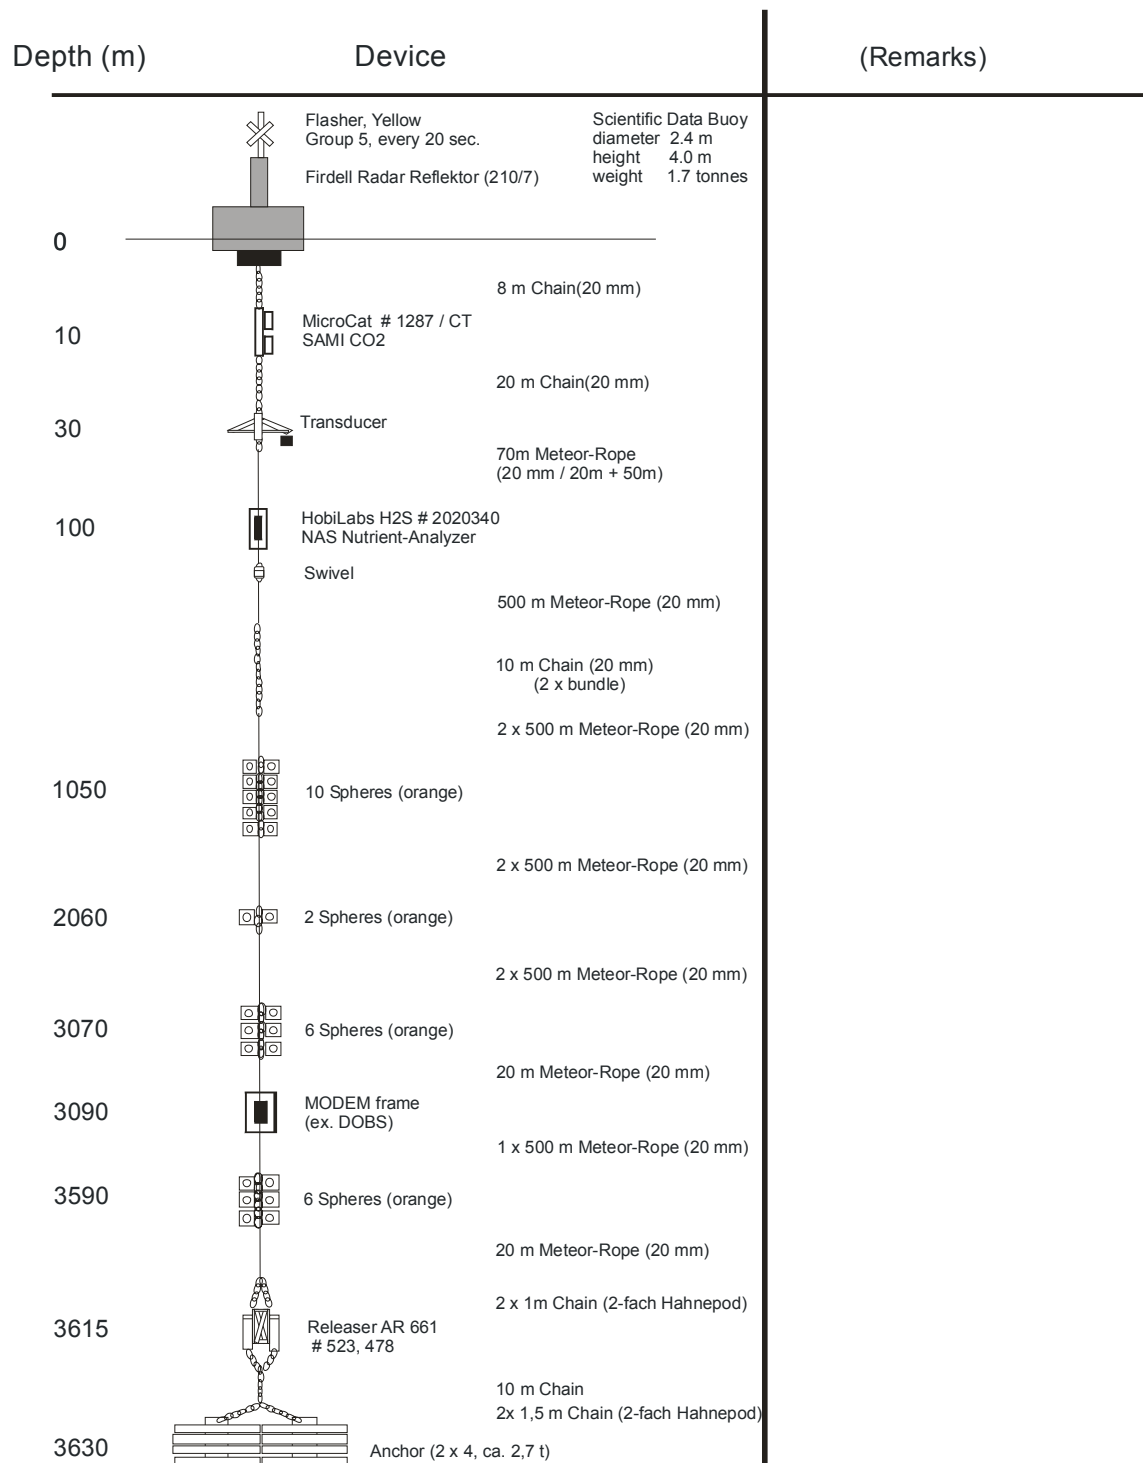 Depth (m) Device (Remarks)
Flasher, Yellow
Group 5, every 20 sec.
Firdell Radar Reflektor (210/7)
Scientific Data Buoy
diameter 2.4 m
height 4.0 m
weight 1.7 tonnes
0
8 m Chain(20 mm)
10
MicroCat # 1287 / CT
SAMI CO2
20 m Chain(20 mm)
30
Transducer
70m Meteor-Rope
(20 mm / 20m + 50m)
100
HobiLabs H2S # 2020340
NAS Nutrient-Analyzer
Swivel
500 m Meteor-Rope (20 mm)
10 m Chain (20 mm)
(2 x bundle)
2 x 500 m Meteor-Rope (20 mm)
1050
10 Spheres (orange)
2 x 500 m Meteor-Rope (20 mm)
2060
2 Spheres (orange)
2 x 500 m Meteor-Rope (20 mm)
3070
6 Spheres (orange)
20 m Meteor-Rope (20 mm)
3090
MODEM frame
(ex. DOBS)
1 x 500 m Meteor-Rope (20 mm)
3590
6 Spheres (orange)
20 m Meteor-Rope (20 mm)
2 x 1m Chain (2-fach Hahnepod)
3615
Releaser AR 661
# 523, 478
10 m Chain
2x 1,5 m Chain (2-fach Hahnepod)
3630
Anchor (2 x 4, ca. 2,7 t)